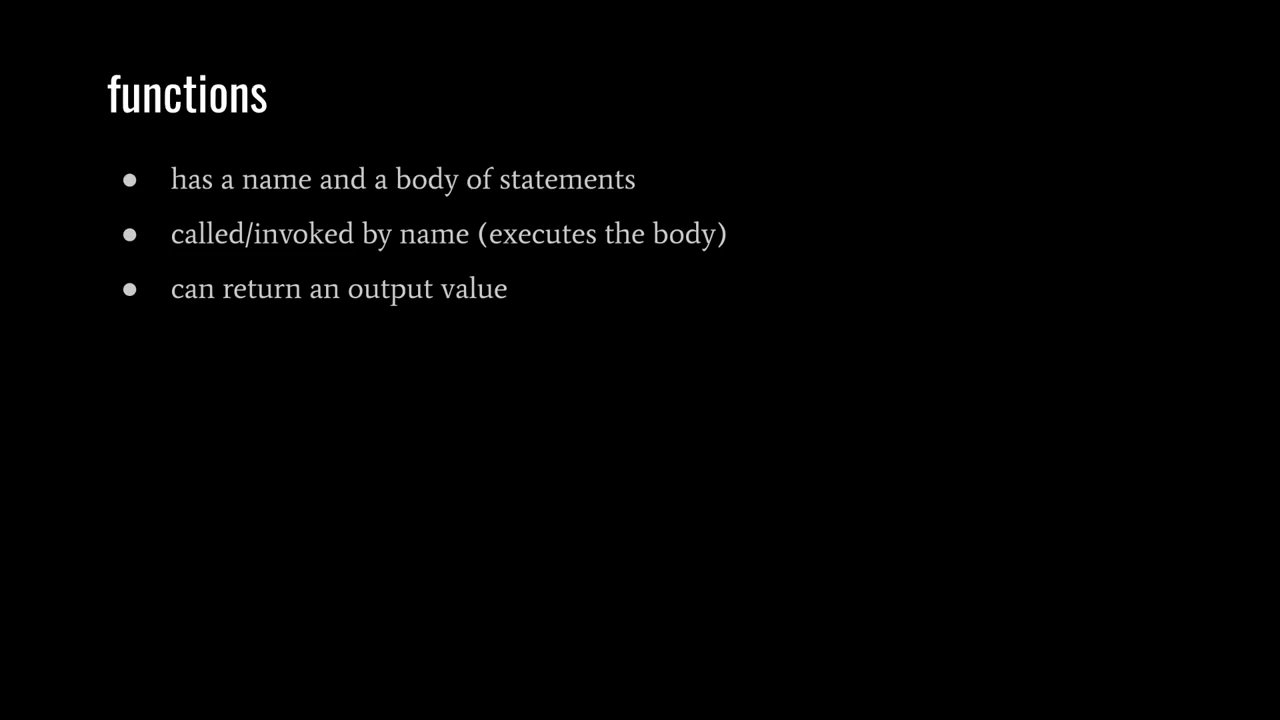 functions
● has a name and a body of statements
● called/invoked by name (executes the body)
● can return an output value